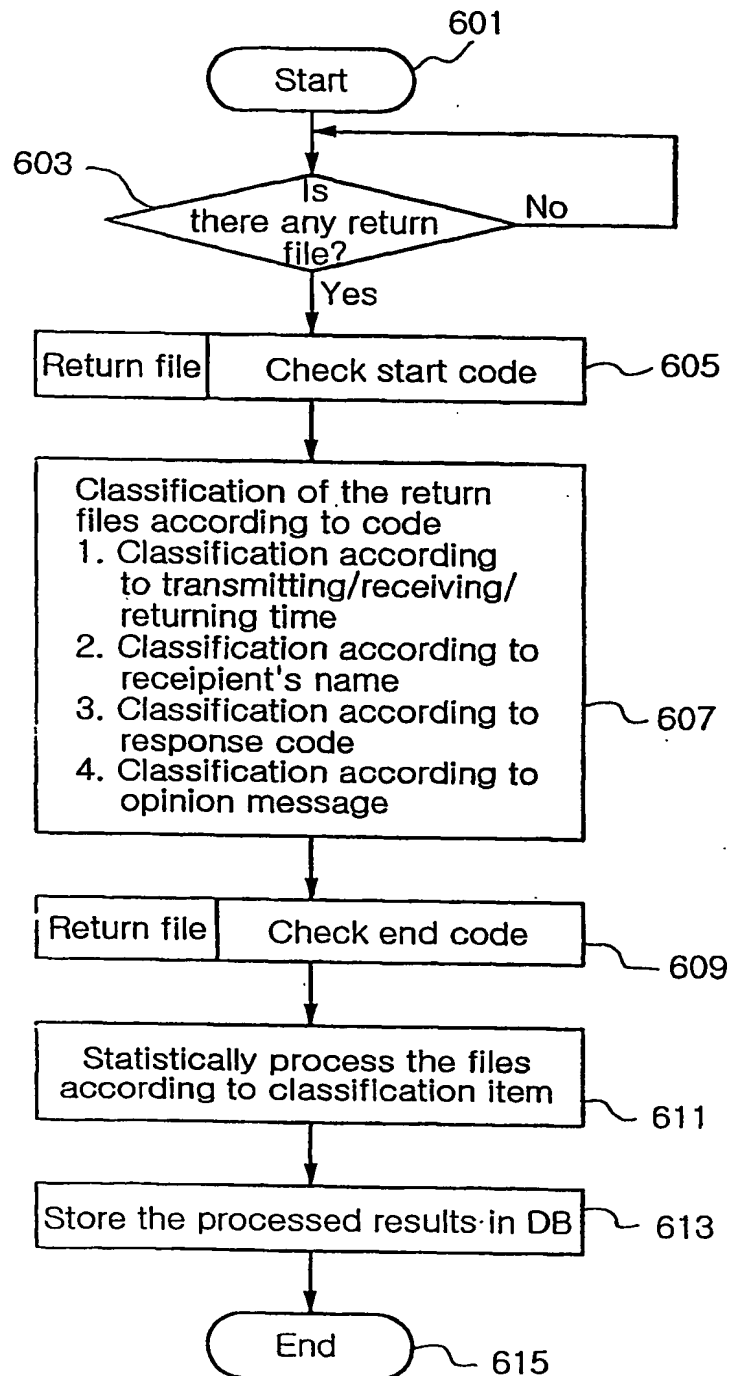 601
Start
603
Is
there any return
file?
No
Yes
Return file
Check start code
605
Classification of the return
files according to code
1. Classification according
to transmitting/receiving/
returning time
2. Classification according to
receipient's name
3. Classification according to
response code
4. Classification according to
opinion message
607
Return file
Check end code
609
Statistically process the files
according to classification item
611
Store the processed results in DB
613
End
615